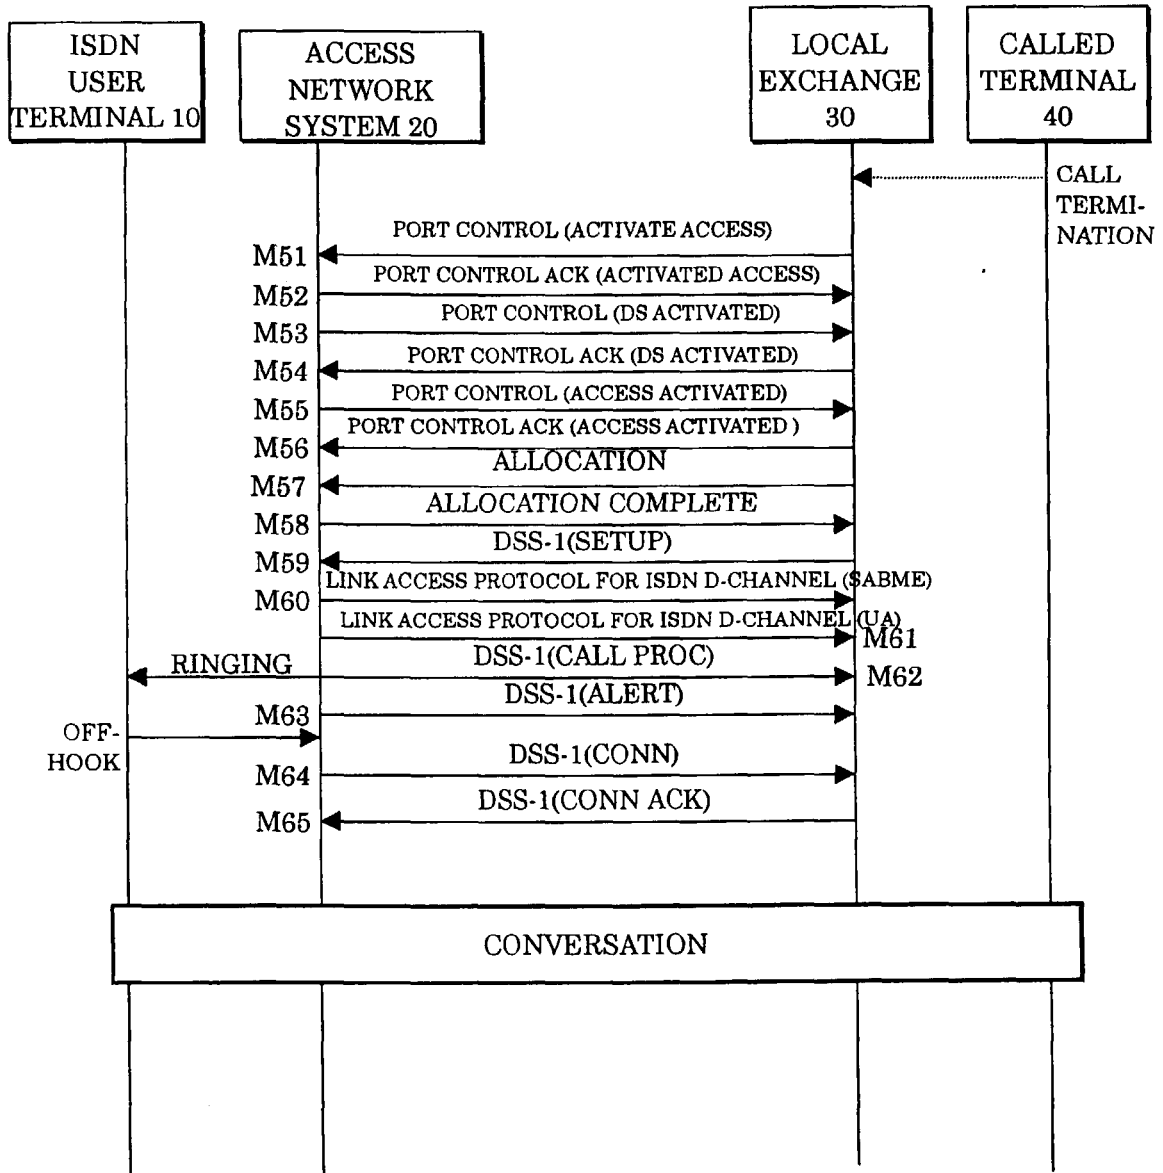 ISDN
USER
TERMINAL 10
ACCESS
NETWORK
SYSTEM 20
LOCAL
EXCHANGE
30
CALLED
TERMINAL
40
CALL
TERMI-
NATION
PORT CONTROL (ACTIVATE ACCESS)
M51
PORT CONTROL ACK (ACTIVATED ACCESS)
M52
PORT CONTROL (DS ACTIVATED)
M53
PORT CONTROL ACK (DS ACTIVATED)
M54
PORT CONTROL (ACCESS ACTIVATED)
M55
PORT CONTROL ACK (ACCESS ACTIVATED )
M56
ALLOCATION
M57
ALLOCATION COMPLETE
M58
DSS-1(SETUP)
M59
LINK ACCESS PROTOCOL FOR ISDN D-CHANNEL (SABME)
M60
LINK ACCESS PROTOCOL FOR ISDN D-CHANNEL (UA)
M61
RINGING
DSS-1(CALL PROC)
M62
DSS-1(ALERT)
M63
OFF-
HOOK
DSS-1(CONN)
M64
DSS-1(CONN ACK)
M65
CONVERSATION